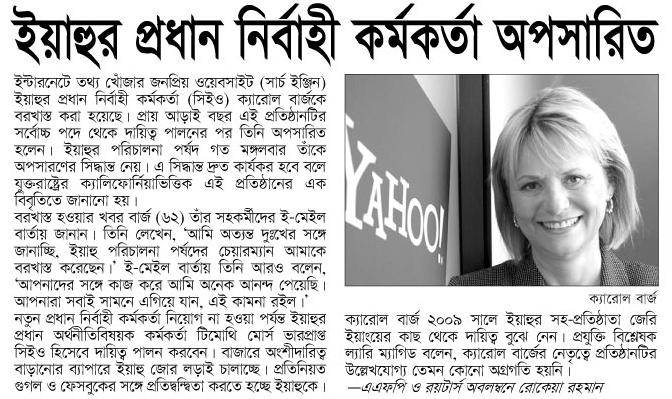 ইয়াহুর প্রধান নির্বাহী কর্মকর্তা অপসারিত
ইন্টারনেটে তথ্য খোঁজার জনপ্রিয় ওয়েবসাইট (সার্চ ইঞ্জিন)
ইয়াহুর প্রধান নির্বাহী কর্মকর্তা (সিইও) ক্যারোল বার্জকে
বরখাস্ত করা হয়েছে। প্রায় আড়াই বছর এই প্রতিষ্ঠানটির
সর্বোচ্চ পদে থেকে দায়িত্ব পালনের পর তিনি অপসারিত
হলেন। ইয়াহুর পরিচালনা পর্ষদ গত মঙ্গলবার তাঁকে
অপসারণের সিদ্ধান্ত নেয়। এ সিদ্ধান্ত দ্রুত কার্যকর হবে বলে
যুক্তরাষ্ট্রের ক্যালিফোর্নিয়াভিত্তিক এই প্রতিষ্ঠানের এক
বিবৃতিতে জানানো হয়।
বরখাস্ত হওয়ার খবর বার্জ (৬২) তাঁর সহকর্মীদের ই-মেইল
বার্তায় জানান। তিনি লেখেন, ‘আমি অত্যন্ত দুঃখের সঙ্গে
জানাচ্ছি, ইয়াহু পরিচালনা পর্ষদের চেয়ারম্যান আমাকে
বরখাস্ত করেছেন।’ ই-মেইল বার্তায় তিনি আরও বলেন,
‘আপনাদের সঙ্গে কাজ করে আমি অনেক আনন্দ পেয়েছি।
আপনারা সবাই সামনে এগিয়ে যান, এই কামনা রইল।’
নতুন প্রধান নির্বাহী কর্মকর্তা নিয়োগ না হওয়া পর্যন্ত ইয়াহুর
প্রধান অর্থনীতিবিষয়ক কর্মকর্তা টিমোথি মোর্স ভারপ্রাপ্ত
সিইও হিসেবে দায়িত্ব পালন করবেন। বাজারে অংশীদারিত্ব
বাড়ানোর ব্যাপারে ইয়াহু জোর লড়াই চালাচ্ছে। প্রতিনিয়ত
গুগল ও ফেসবুকের সঙ্গে প্রতিদ্বন্দ্বিতা করতে হচ্ছে ইয়াহুকে।
YAHOO!
ক্যারোল বার্জ
ক্যারোল বার্জ ২০০৯ সালে ইয়াহুর সহ-প্রতিষ্ঠাতা জেরি
ইয়াংয়ের কাছ থেকে দায়িত্ব বুঝে নেন। প্রযুক্তি বিশ্লেষক
ল্যারি ম্যাগিড বলেন, ক্যারোল বার্জের নেতৃত্বে প্রতিষ্ঠানটির
উল্লেখযোগ্য তেমন কোনো অগ্রগতি হয়নি।
—এএফপি ও রয়টার্স অবলম্বনে রোকেয়া রহমান